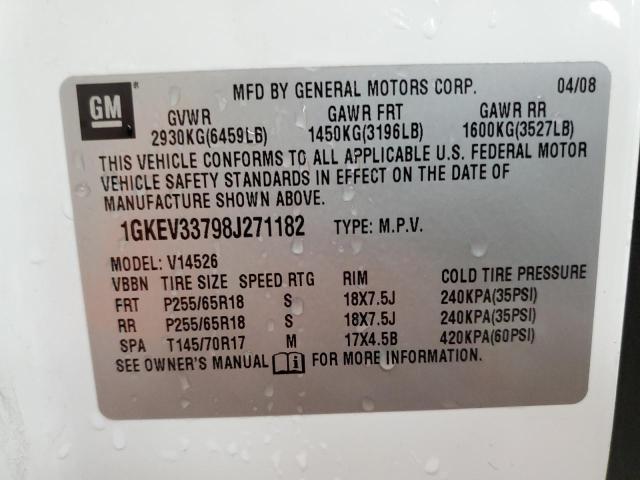 GM
MFD BY GENERAL MOTORS CORP. 04/08
GVWR GAWR FRT GAWR RR
2930KG(6459LB) 1450KG(3196LB) 1600KG(3527LB)
THIS VEHICLE CONFORMS TO ALL APPLICABLE U.S. FEDERAL MOTOR
VEHICLE SAFETY STANDARDS IN EFFECT ON THE DATE OF
MANUFACTURE SHOWN ABOVE.
1GKEV33798J271182 TYPE: M.P.V.
MODEL: V14526
VBBN TIRE SIZE SPEED RTG RIM COLD TIRE PRESSURE
FRT P255/65R18 S 18X7.5J 240KPA(35PSI)
RR P255/65R18 S 18X7.5J 240KPA(35PSI)
SPA T145/70R17 M 17X4.5B 420KPA(60PSI)
SEE OWNER'S MANUAL i FOR MORE INFORMATION.